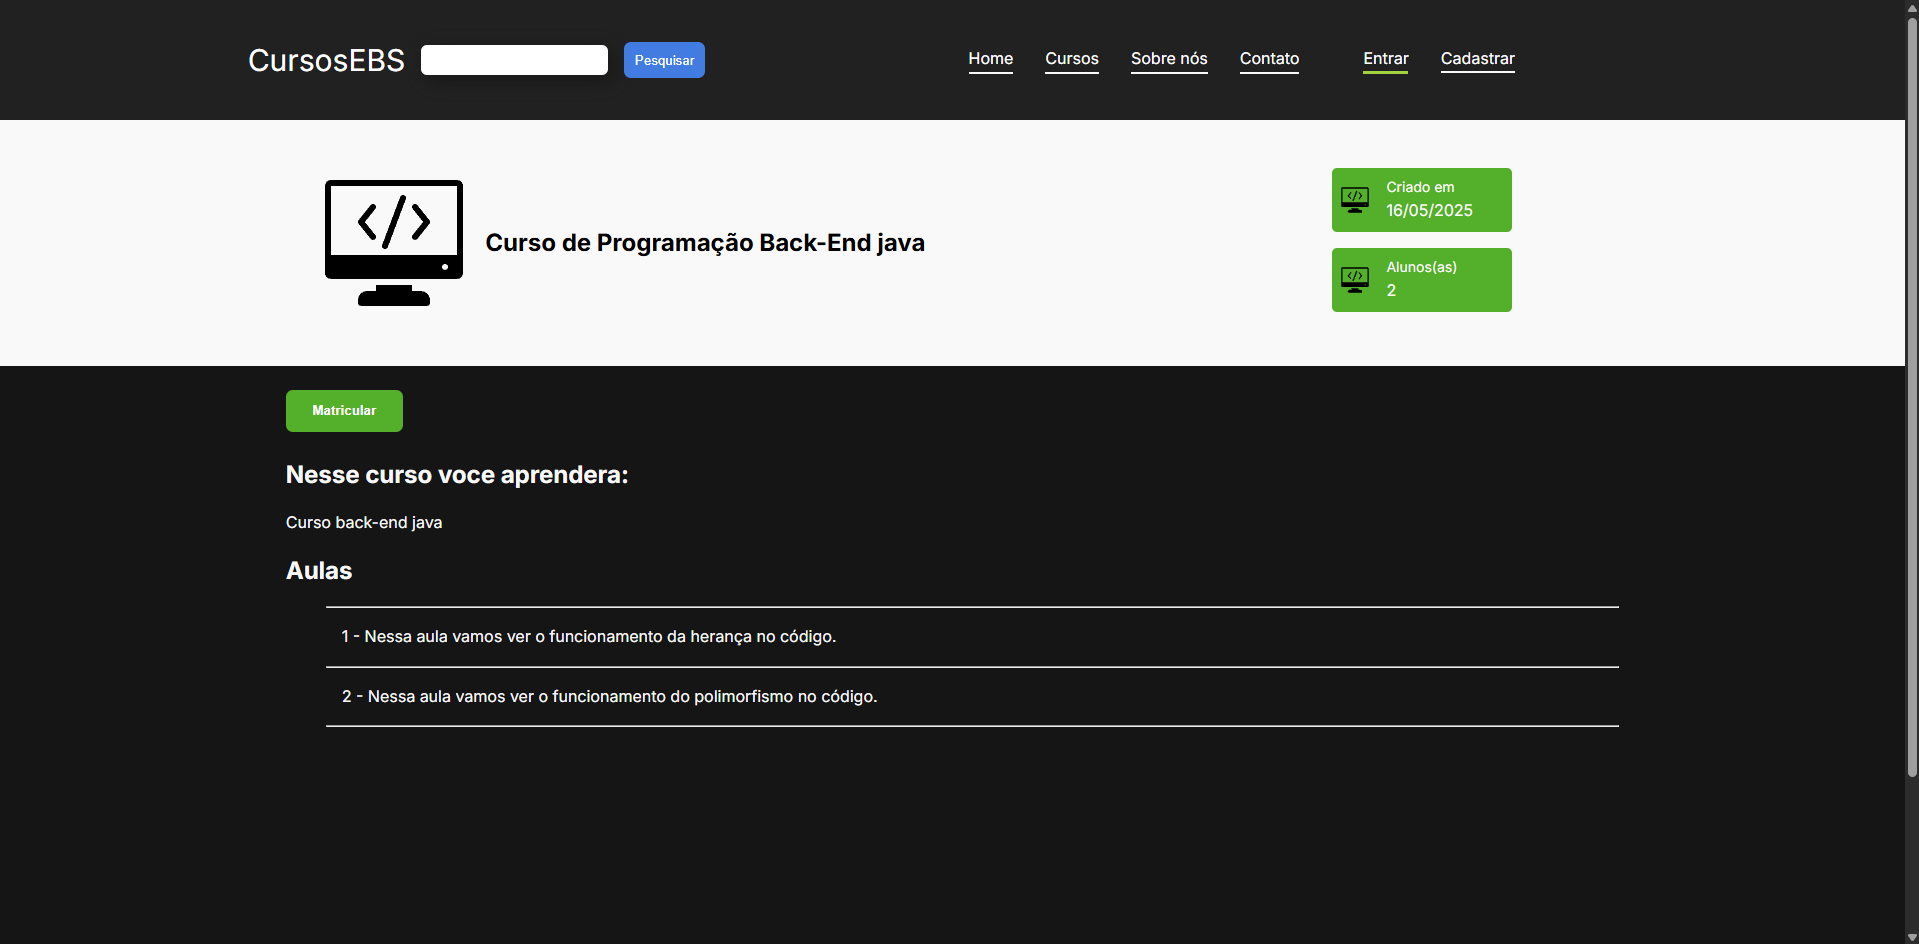 CursosEBS
Pesquisar
Home
Cursos
Sobre nós
Contato
Entrar
Cadastrar
</>
Curso de Programação Back-End java
</>
Criado em
16/05/2025
</>
Alunos(as)
2
Matricular
Nesse curso voce aprendera:
Curso back-end java
Aulas
1 - Nessa aula vamos ver o funcionamento da herança no código.
2 - Nessa aula vamos ver o funcionamento do polimorfismo no código.